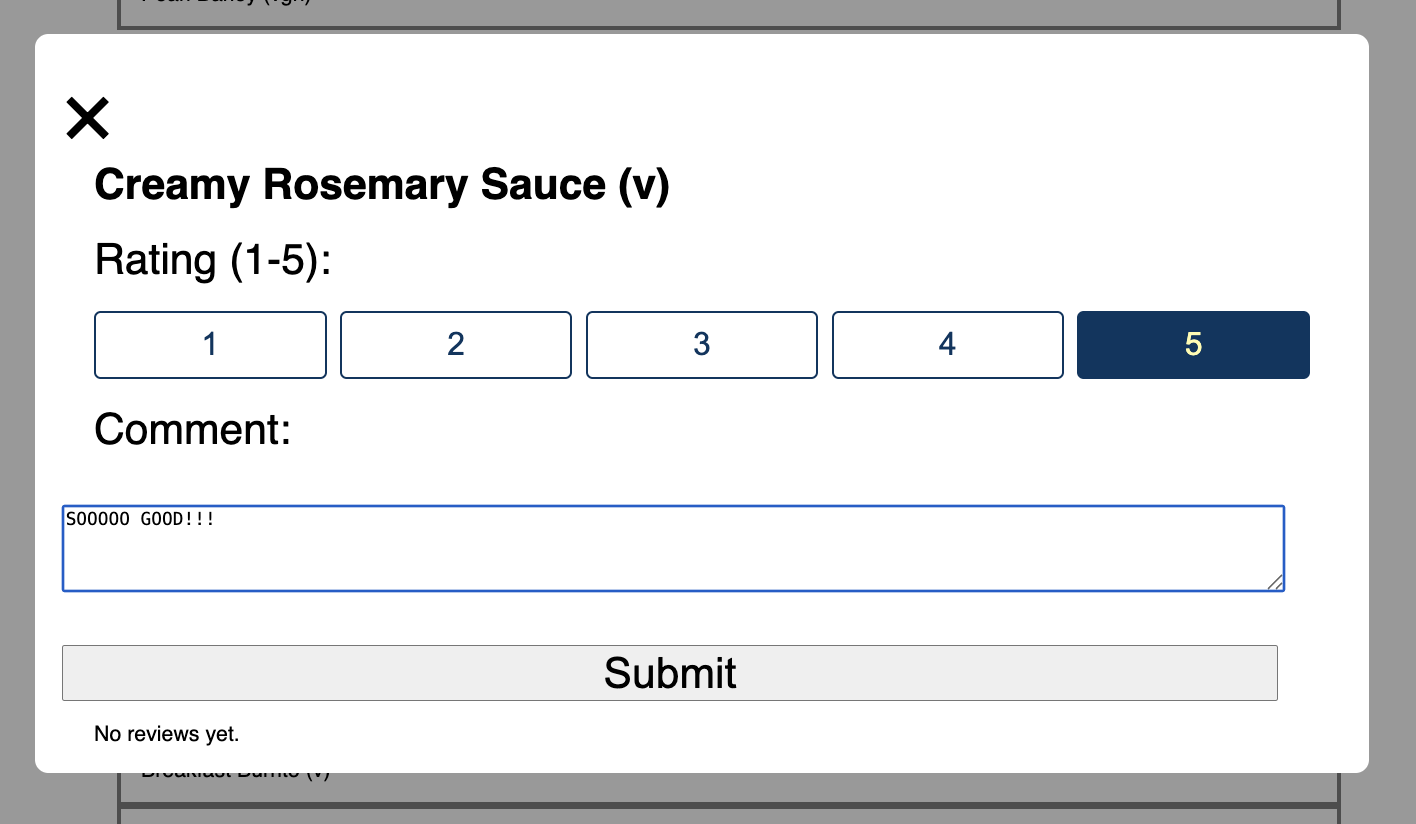 Creamy Rosemary Sauce (v)
Rating (1-5):
1 2 3 4 5
Comment:
SOOOOO GOOD!!!
Submit
No reviews yet.
Breakfast Burrito (v)